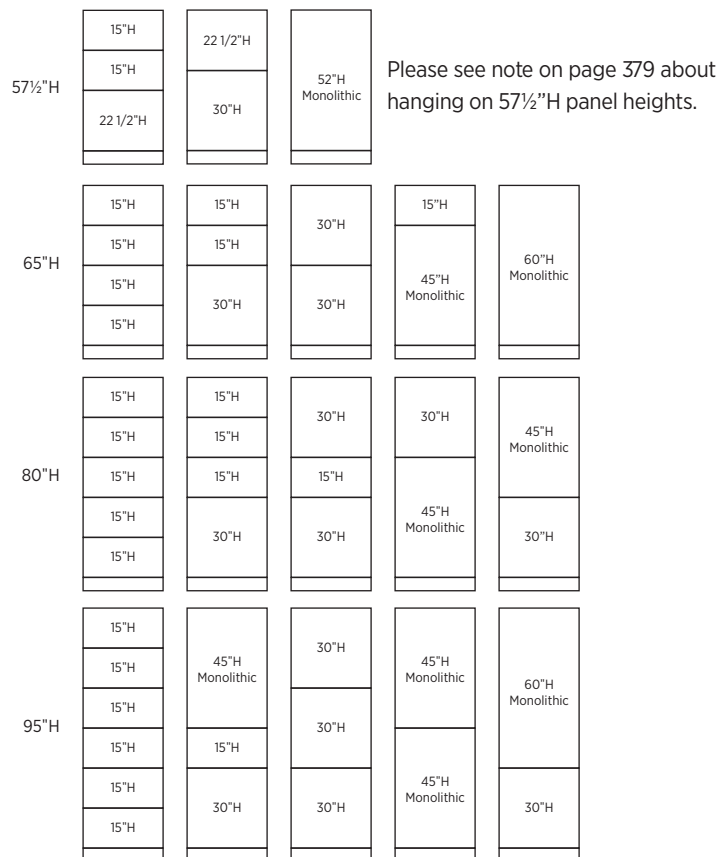 57½"H
15"H
15"H
22 1/2"H
22 1/2"H
30"H
52"H
Monolithic
Please see note on page 379 about
hanging on 57½”H panel heights.
65"H
15"H
15"H
15"H
15"H
15"H
15"H
30"H
30"H
30"H
15”H
45”H
Monolithic
60”H
Monolithic
80"H
15"H
15"H
15"H
15"H
15"H
15"H
15"H
15"H
30"H
30"H
15"H
30"H
30"H
45"H
Monolithic
45"H
Monolithic
30”H
95"H
15"H
15"H
15"H
15"H
15"H
15"H
45"H
Monolithic
15"H
30"H
30"H
30"H
30"H
45"H
Monolithic
45"H
Monolithic
60"H
Monolithic
30"H